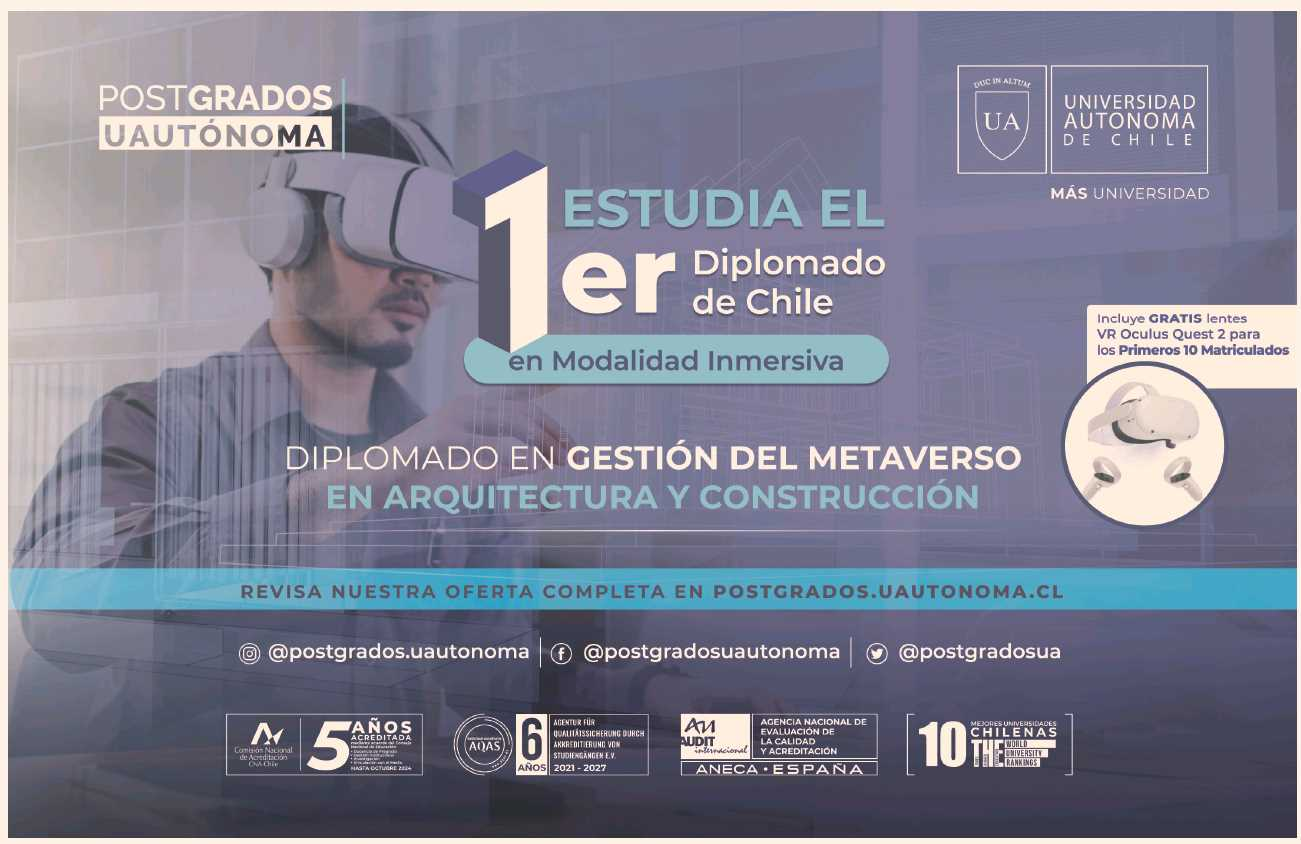 POSTGRADOS
UAUTÓNOMA
DUC IN ALTUM
UA
UNIVERSIDAD
AUTONOMA
DE CHILE
MÁS UNIVERSIDAD
ESTUDIA EL
1er Diplomado
de Chile
en Modalidad Inmersiva
Incluye GRATIS lentes
VR Oculus Quest 2 para
los Primeros 10 Matriculados
DIPLOMADO EN GESTIÓN DEL METAVERSO
EN ARQUITECTURA Y CONSTRUCCIÓN
REVISA NUESTRA OFERTA COMPLETA EN POSTGRADOS.UAUTONOMA.CL
@postgrados.uautonoma
@postgradosuautonoma
@postgradosua
Comisión Nacional
de Acreditación
CNA-Chile
5 AÑOS
ACREDITADA
HASTA OCTUBRE 2024
AQAS
6
AÑOS
AGENTUR FÜR
QUALITÄTSSICHERUNG DURCH
AKKREDITIERUNG VON
STUDIENGÄNGEN E.V.
2021 - 2027
AUDIT
internacional
AGENCIA NACIONAL DE
EVALUACIÓN DE
LA CALIDAD
Y ACREDITACIÓN
ANECA • ESPAÑA
10 MEJORES UNIVERSIDADES
CHILENAS
THE WORLD
UNIVERSITY
RANKINGS